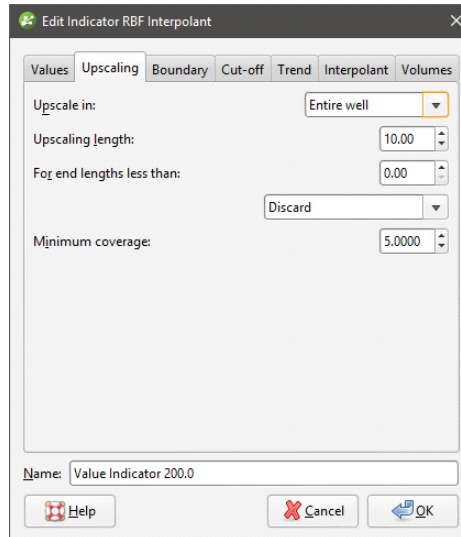 Edit Indicator RBF Interpolant
Values Upscaling Boundary Cut-off Trend Interpolant Volumes
Upscale in: Entire well
Upscaling length: 10.00
For end lengths less than: 0.00
Discard
Minimum coverage: 5.0000
Name: Value Indicator 200.0
Help Cancel OK